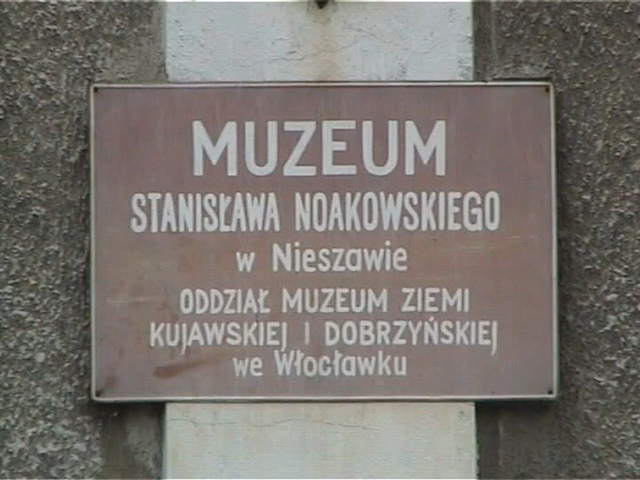 MUZEUM
STANISŁAWA NOAKOWSKIEGO
w Nieszawie
ODDZIAŁ MUZEUM ZIEMI
KUJAWSKIEJ I DOBRZYŃSKIEJ
we Włocławku